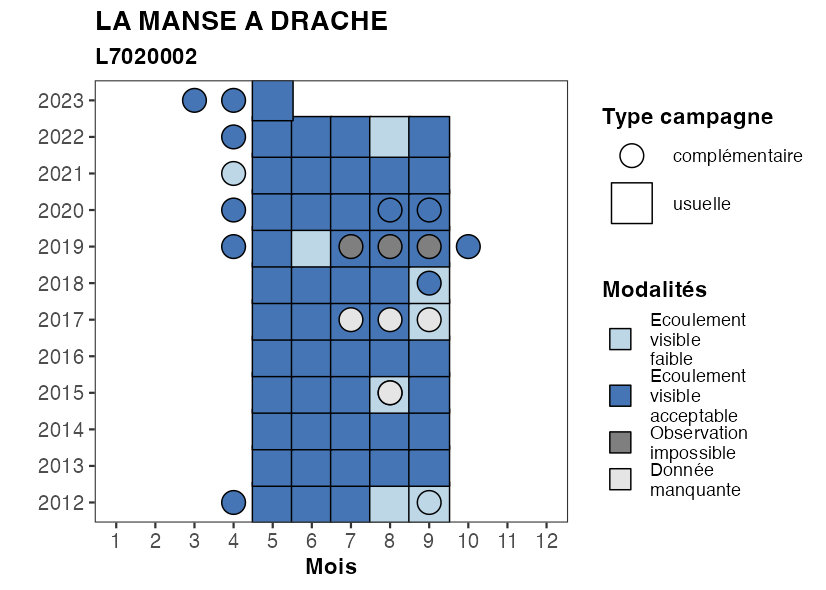 LA MANSE A DRACHE
L7020002
2023
2022
2021
2020
2019
2018
2017
2016
2015
2014
2013
2012
1 2 3 4 5 6 7 8 9 10 11 12
Mois
Type campagne
complémentaire
usuelle
Modalités
Ecoulement
visible
faible
Ecoulement
visible
acceptable
Observation
impossible
Donnée
manquante